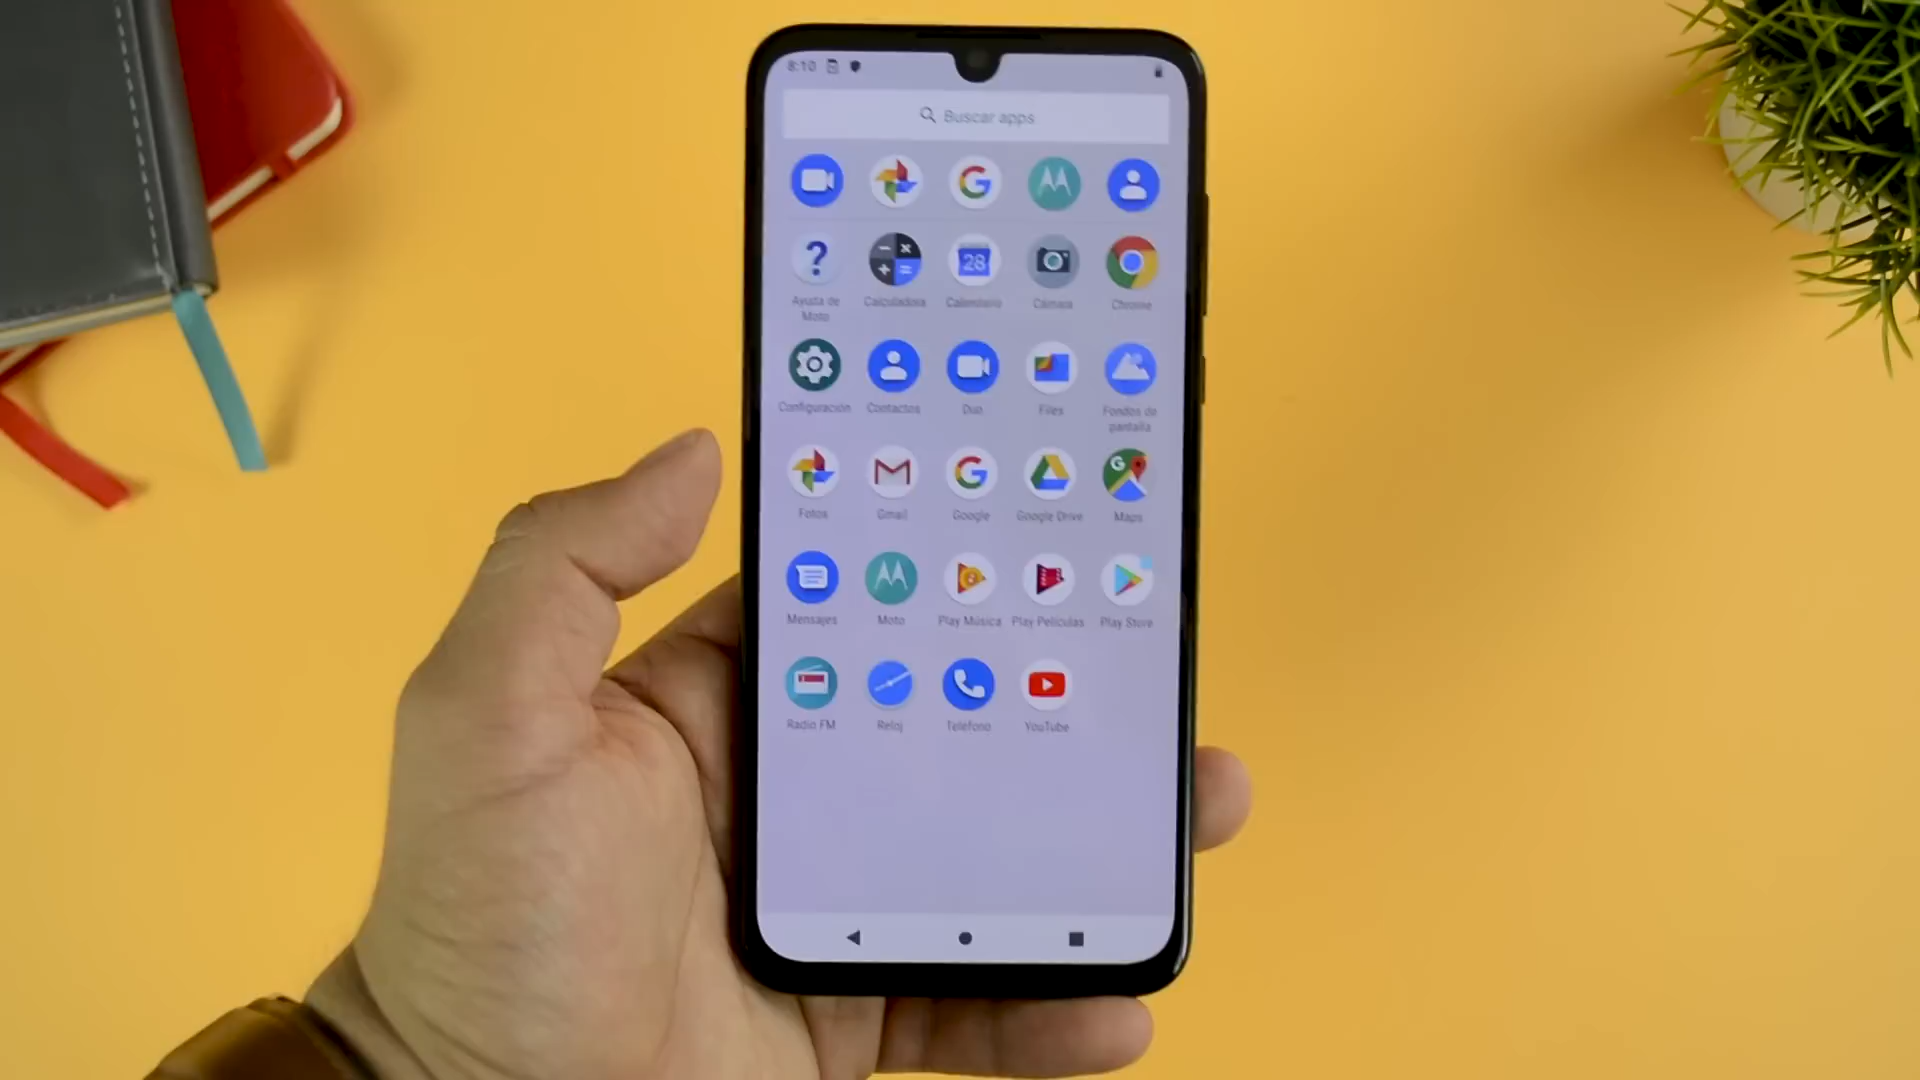 8:10
Buscar apps
28
Ayuda de
Moto
Calculadora
Calendario
Cámara
Chrome
Configuración
Contactos
Duo
Files
Fondos de
pantalla
Fotos
Gmail
Google
Google Drive
Maps
Mensajes
Moto
Play Música
Play Películas
Play Store
Radio FM
Reloj
Teléfono
YouTube